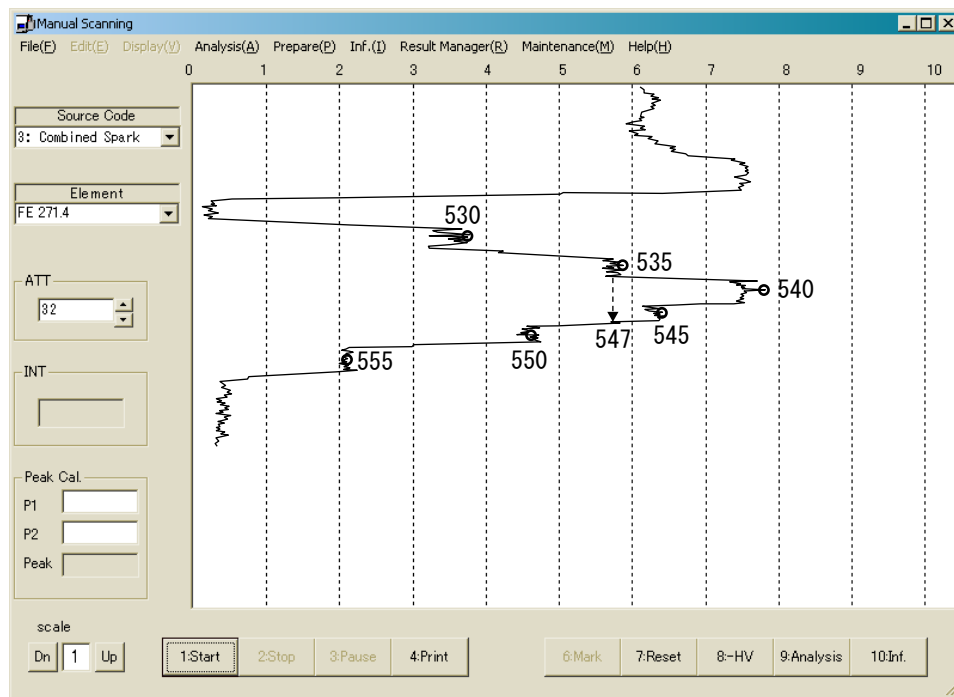 iManual Scanning
File(F) Edit(E) Display(V) Analysis(A) Prepare(P) Inf.(I) Result Manager(R) Maintenance(M) Help(H)
0 1 2 3 4 5 6 7 8 9 10
Source Code
3: Combined Spark
Element
FE 271.4
530
535
ATT
32
540
547 545
550
555
INT
Peak Cal.
P1
P2
Peak
scale
Dn 1 Up 1:Start 2:Stop 3:Pause 4:Print 6:Mark 7:Reset 8:-HV 9:Analysis 10:Inf.